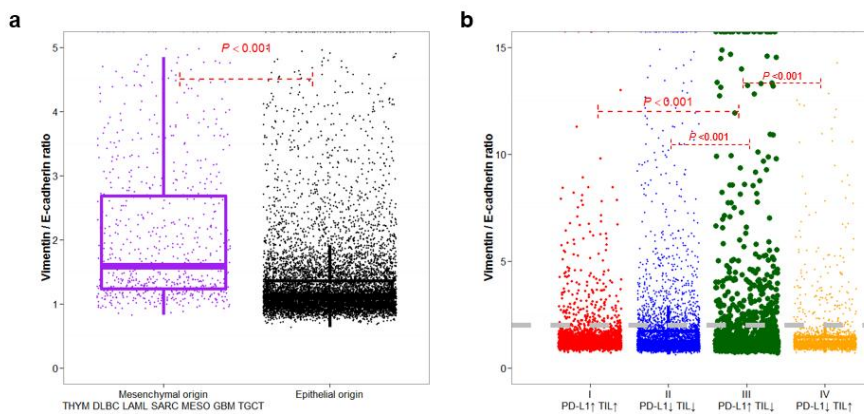 a
b
P < 0.001
P <0.001
P < 0.001
P <0.001
Vimentin / E-cadherin ratio
5
4
3
2
1
0
Mesenchymal origin
THYM DLBC LAML SARC MESO GBM TGCT
Epithelial origin
Vimentin / E-cadherin ratio
15
10
5
0
I
PD-L1↑ TIL↑
II
PD-L1↓ TIL↓
III
PD-L1↑ TIL↓
IV
PD-L1↓ TIL↑